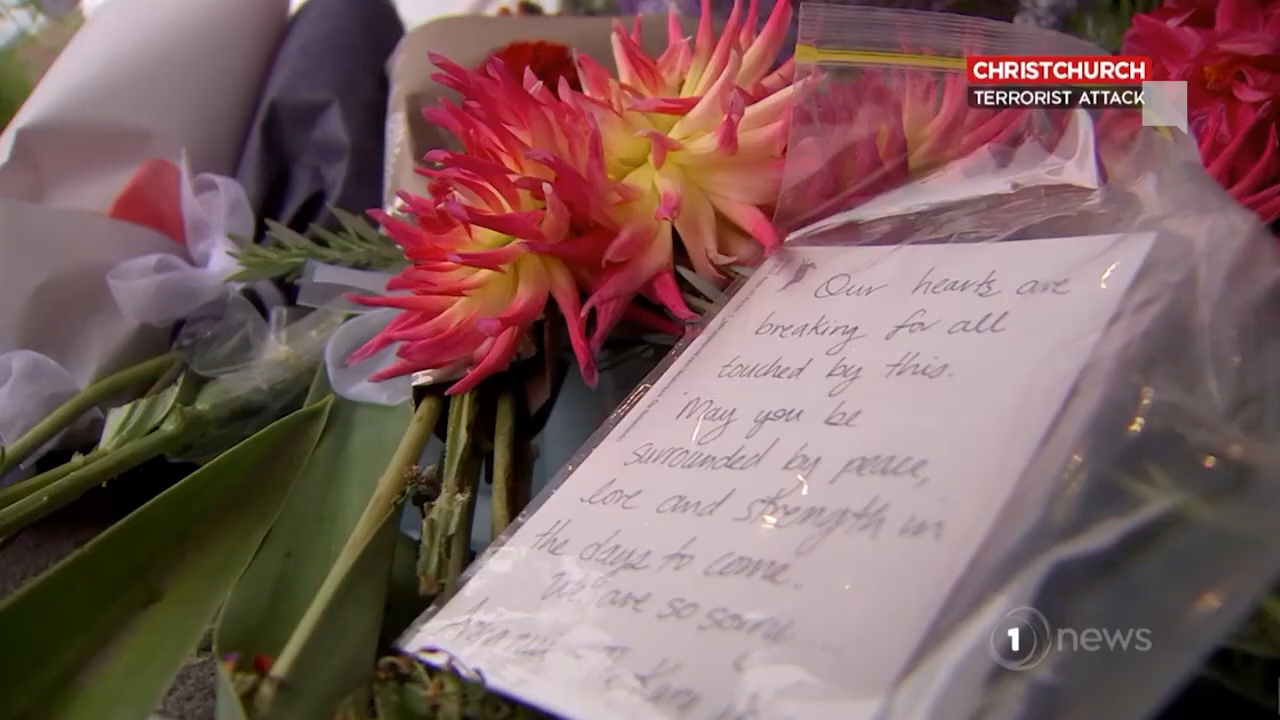 CHRISTCHURCH
TERRORIST ATTACK
Our hearts are
breaking for all
touched by this.
May you be
surrounded by peace,
love and strength in
the days to come.
We are so sorry
1 news